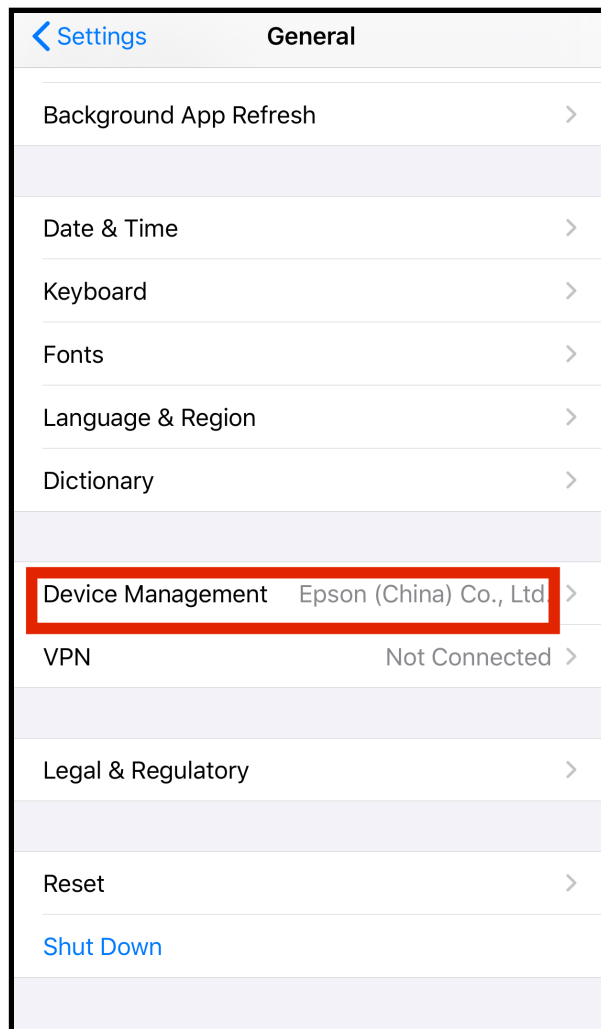 Settings General
Background App Refresh
Date & Time
Keyboard
Fonts
Language & Region
Dictionary
Device Management Epson (China) Co., Ltd.
VPN Not Connected
Legal & Regulatory
Reset
Shut Down